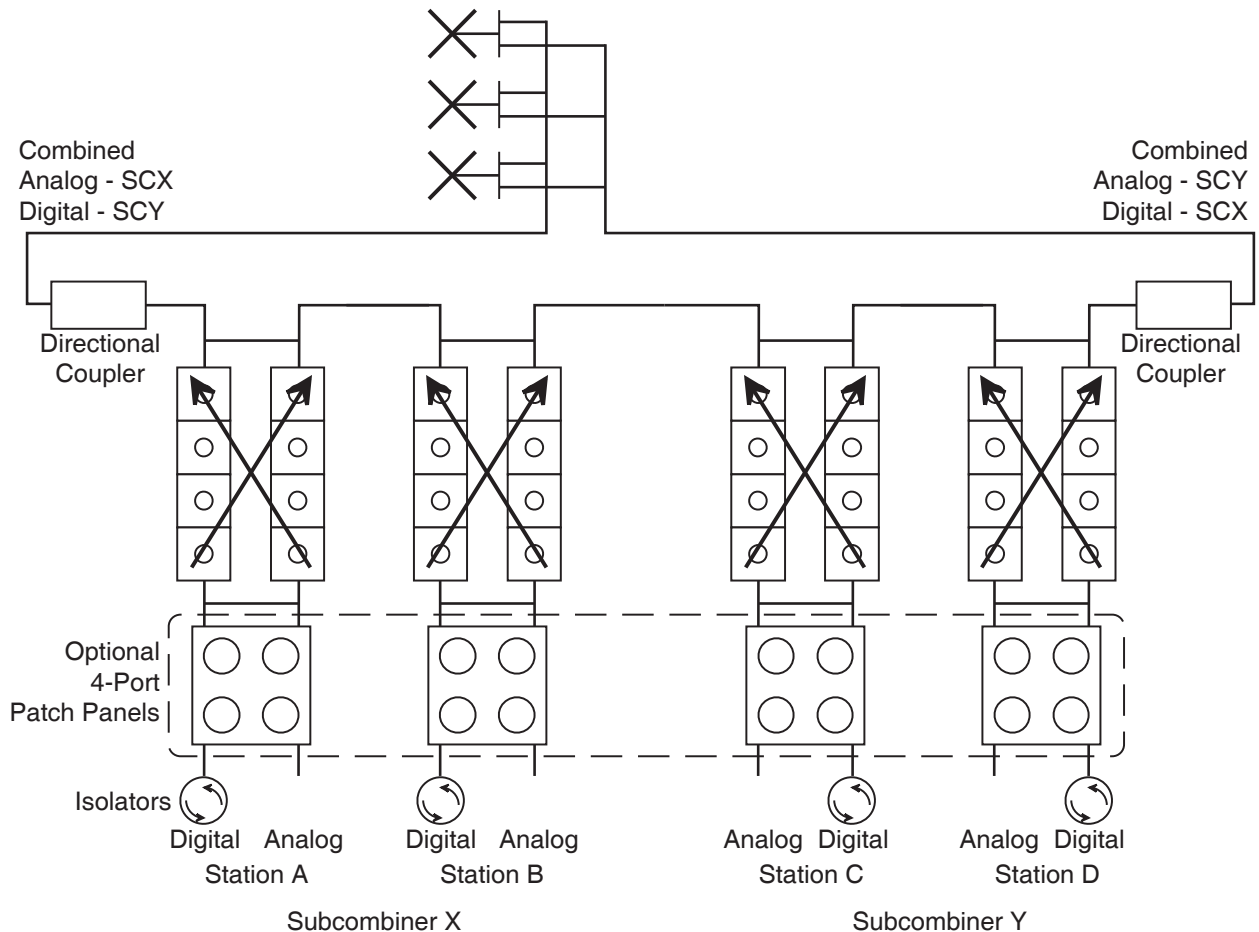 Combined
Analog - SCX
Digital - SCY
Combined
Analog - SCY
Digital - SCX
Directional
Coupler
Directional
Coupler
Optional
4-Port
Patch Panels
Isolators
Digital Analog
Digital Analog
Analog Digital
Analog Digital
Station A
Station B
Station C
Station D
Subcombiner X
Subcombiner Y